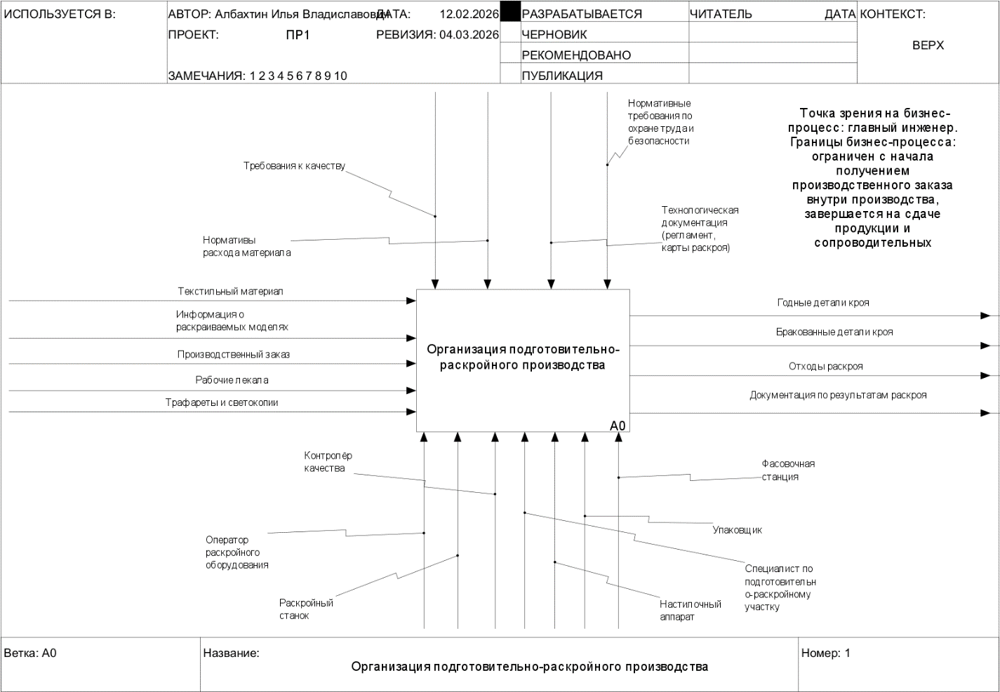 ИСПОЛЬЗУЕТСЯ В:
АВТОР: Албахтин Илья Владиславович
ДАТА: 12.02.2026
ПРОЕКТ: ПР1
РЕВИЗИЯ: 04.03.2026
ЗАМЕЧАНИЯ: 1 2 3 4 5 6 7 8 9 10
РАЗРАБАТЫВАЕТСЯ
ЧЕРНОВИК
РЕКОМЕНДОВАНО
ПУБЛИКАЦИЯ
ЧИТАТЕЛЬ ДАТА
КОНТЕКСТ:
ВЕРХ
Нормативные
требования по
охране труда и
безопасности
Точка зрения на бизнес-
процесс: главный инженер.
Границы бизнес-процесса:
ограничен с начала
получением
производственного заказа
внутри производства,
завершается на сдаче
продукции и
сопроводительных
Требования к качеству
Технологическая
документация
(регламент,
карты раскроя)
Нормативы
расхода материала
Текстильный материал
Информация о
раскраиваемых моделях
Производственный заказ
Рабочие лекала
Трафареты и светокопии
Организация подготовительно-
раскройного производства
A0
Годные детали кроя
Бракованные детали кроя
Отходы раскроя
Документация по результатам раскроя
Контролёр
качества
Фасовочная
станция
Оператор
раскройного
оборудования
Упаковщик
Специалист по
подготовительн
о-раскройному
участку
Раскройный
станок
Настилочный
аппарат
Ветка: A0
Название:
Организация подготовительно-раскройного производства
Номер: 1